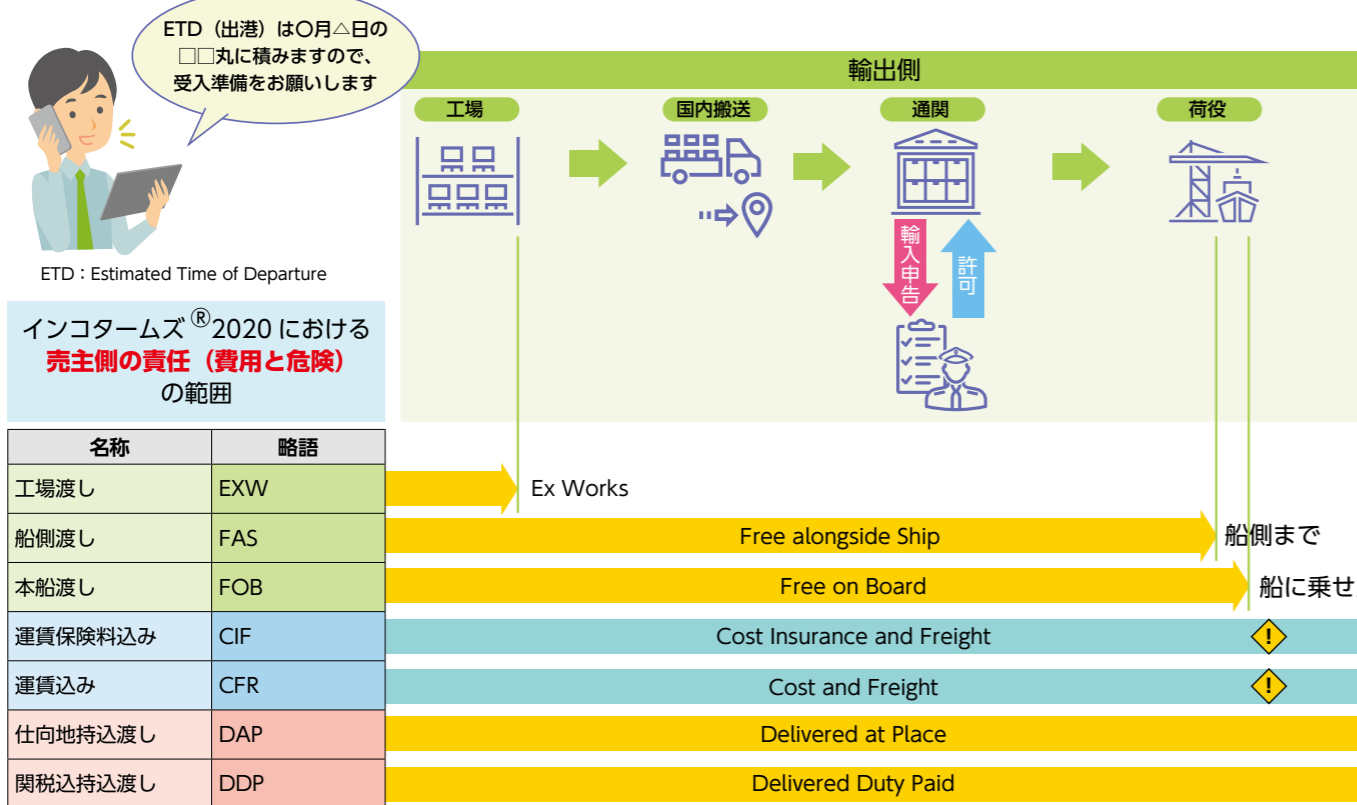 ETD（出港）は〇月△日の
□□丸に積みますので、
受入準備をお願いします
ETD：Estimated Time of Departure
輸出側
工場
国内搬送
通関
荷役
輸入申告
許可
インコタームズ®2020 における
売主側の責任（費用と危険）
の範囲
名称 略語
工場渡し EXW Ex Works
船側渡し FAS Free alongside Ship 船側まで
本船渡し FOB Free on Board 船に乗せ
運賃保険料込み CIF Cost Insurance and Freight !
運賃込み CFR Cost and Freight !
仕向地持込渡し DAP Delivered at Place
関税込持込渡し DDP Delivered Duty Paid